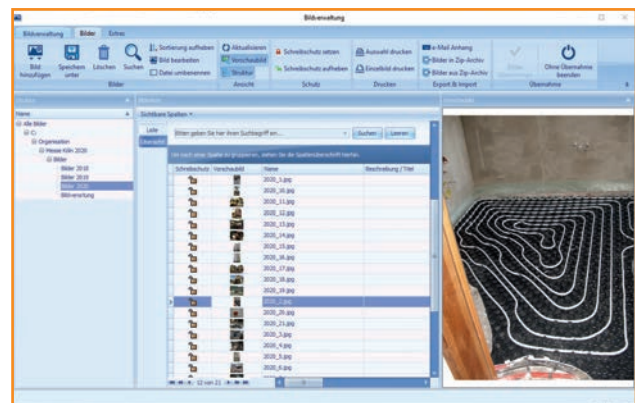 Bildverwaltung
Bildverwaltung Bilder Extras
Bild hinzufügen
Speichern unter
Löschen
Suchen
Sortierung aufheben
Bild bearbeiten
Datei umbenennen
Bilder
Aktualisieren
Vorschaubild
Struktur
Ansicht
Schreibschutz setzen
Schreibschutz aufheben
Schutz
Auswahl drucken
Einzelbild drucken
Drucken
e-Mail Anhang
Bilder in Zip-Archiv
Bilder aus Zip-Archiv
Export & Import
Ohne Übernahme beenden
Übernahme
Name
Alle Bilder
C:
Organisation
Messe Köln 2020
Bilder
Bilder 2018
Bilder 2019
Bilder 2020
Bildverwaltung
Sichtbare Spalten
Liste
Übersicht
Bitten geben Sie her ihren Suchbegriff en...
Suchen
Leeren
Schreibschutz Vorschaubild Name Beschreibung / Titel
2020_1.jpg
2020_10.jpg
2020_11.jpg
2020_12.jpg
2020_13.jpg
2020_14.jpg
2020_15.jpg
2020_16.jpg
2020_17.jpg
2020_18.jpg
2020_19.jpg
2020_2.jpg
2020_20.jpg
2020_21.jpg
2020_3.jpg
2020_4.jpg
2020_5.jpg
2020_6.jpg
12 von 21